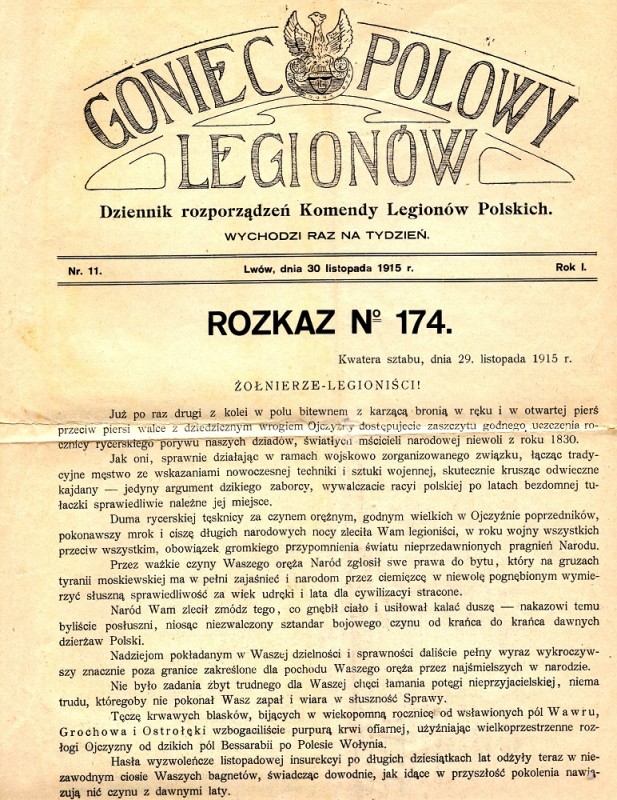 GONIEC POLOWY
LEGIONÓW
Dziennik rozporządzeń Komendy Legionów Polskich.
WYCHODZI RAZ NA TYDZIEŃ.
Nr. 11. Lwów, dnia 30 listopada 1915 r. Rok I.
ROZKAZ Nº 174.
Kwatera sztabu, dnia 29. listopada 1915 r.
ŻOŁNIERZE-LEGIONIŚCI!
Już po raz drugi z kolei w polu bitewnem z karzącą bronią w ręku i w otwartej pierś
przeciw piersi walce z dziedzicznym wrogiem Ojczyzny dostępujecie zaszczytu godnego uczczenia ro-
cznicy rycerskiego porywu naszych dziadów, światłych mścicieli narodowej niewoli z roku 1830.
Jak oni, sprawnie działając w ramach wojskowo zorganizowanego związku, łącząc trady-
cyjne męstwo ze wskazaniami nowoczesnej techniki i sztuki wojennej, skutecznie krusząc odwieczne
kajdany — jedyny argument dzikiego zaborcy, wywalczacie racyi polskiej po latach bezdomnej tu-
łaczki sprawiedliwie należne jej miejsce.
Duma rycerskiej tęsknicy za czynem orężnym, godnym wielkich w Ojczyźnie poprzedników,
pokonawszy mrok i ciszę długich narodowych nocy zleciła Wam legioniści, w roku wojny wszystkich
przeciw wszystkim, obowiązek gromkiego przypomnienia światu nieprzedawnionych pragnień Narodu.
Przez ważkie czyny Waszego oręża Naród zgłosił swe prawa do bytu, który na gruzach
tyranii moskiewskiej ma w pełni zajaśnieć i narodom przez ciemięzcę w niewolę pognębionym wymie-
rzyć słuszną sprawiedliwość za wiek udręki i lata dla cywilizacyi stracone.
Naród Wam zlecił zmódz tego, co gnębił ciało i usiłował kalać duszę — nakazowi temu
byliście posłuszni, niosąc niezwalczony sztandar bojowego czynu od krańca do krańca dawnych
dzierżaw Polski.
Nadziejom pokładanym w Waszej dzielności i sprawności daliście pełny wyraz wykroczyw-
szy znacznie poza granice zakreślone dla pochodu Waszego oręża przez najśmielszych w narodzie.
Nie było zadania zbyt trudnego dla Waszej chęci łamania potęgi nieprzyjacielskiej, niema
trudu, któregoby nie pokonał Wasz zapał i wiara w słuszność Sprawy.
Tęczę krwawych blasków, bijących w wiekopomną rocznicę od wsławionych pól Wawru,
Grochowa i Ostrołęki wzbogaciliście purpurą krwi ofiarnej, użyźniając wielkoprzestrzenne roz-
łogi Ojczyzny od dzikich pól Bessarabii po Polesie Wołynia.
Hasła wyzwoleńcze listopadowej insurekcyi po długich dziesiątkach lat odżyły teraz w nie-
zawodnym ciosie Waszych bagnetów, świadcząc dowodnie, jak idące w przyszłość pokolenia nawią-
zują nić czynu z dawnymi laty.